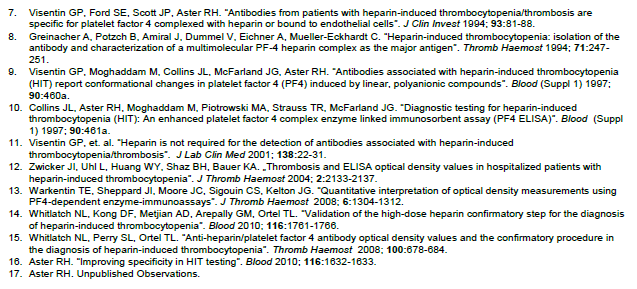 7. Visentin GP, Ford SE, Scott JP, Aster RH. "Antibodies from patients with heparin-induced thrombocytopenia/thrombosis are
specific for platelet factor 4 complexed with heparin or bound to endothelial cells". J Clin Invest 1994; 93:81-88.
8. Greinacher A, Potzch B, Amiral J, Dummel V, Eichner A, Mueller-Eckhardt C. "Heparin-induced thrombocytopenia: isolation of the
antibody and characterization of a multimolecular PF-4 heparin complex as the major antigen". Thromb Haemost 1994; 71:247-
251.
9. Visentin GP, Moghaddam M, Collins JL, McFarland JG, Aster RH. "Antibodies associated with heparin-induced thrombocytopenia
(HIT) report conformational changes in platelet factor 4 (PF4) induced by linear, polyanionic compounds". Blood (Suppl 1) 1997;
90:460a.
10. Collins JL, Aster RH, Moghaddam M, Piotrowski MA, Strauss TR, McFarland JG. "Diagnostic testing for heparin-induced
thrombocytopenia (HIT): An enhanced platelet factor 4 complex enzyme linked immunosorbent assay (PF4 ELISA)". Blood (Suppl
1) 1997; 90:461a.
11. Visentin GP, et. al. "Heparin is not required for the detection of antibodies associated with heparin-induced
thrombocytopenia/thrombosis". J Lab Clin Med 2001; 138:22-31.
12. Zwicker JI, Uhl L, Huang WY, Shaz BH, Bauer KA. „Thrombosis and ELISA optical density values in hospitalized patients with
heparin-induced thrombocytopenia". J Thromb Haemost 2004; 2:2133-2137.
13. Warkentin TE, Sheppard JI, Moore JC, Sigouin CS, Kelton JG. "Quantitative interpretation of optical density measurements using
PF4-dependent enzyme-immunoassays". J Thromb Haemost 2008; 6:1304-1312.
14. Whitlatch NL, Kong DF, Metjian AD, Arepally GM, Ortel TL. "Validation of the high-dose heparin confirmatory step for the diagnosis
of heparin-induced thrombocytopenia". Blood 2010; 116:1761-1766.
15. Whitlatch NL, Perry SL, Ortel TL. "Anti-heparin/platelet factor 4 antibody optical density values and the confirmatory procedure in
the diagnosis of heparin-induced thrombocytopenia". Thromb Haemost 2008; 100:678-684.
16. Aster RH. "Improving specificity in HIT testing". Blood 2010; 116:1632-1633.
17. Aster RH. Unpublished Observations.